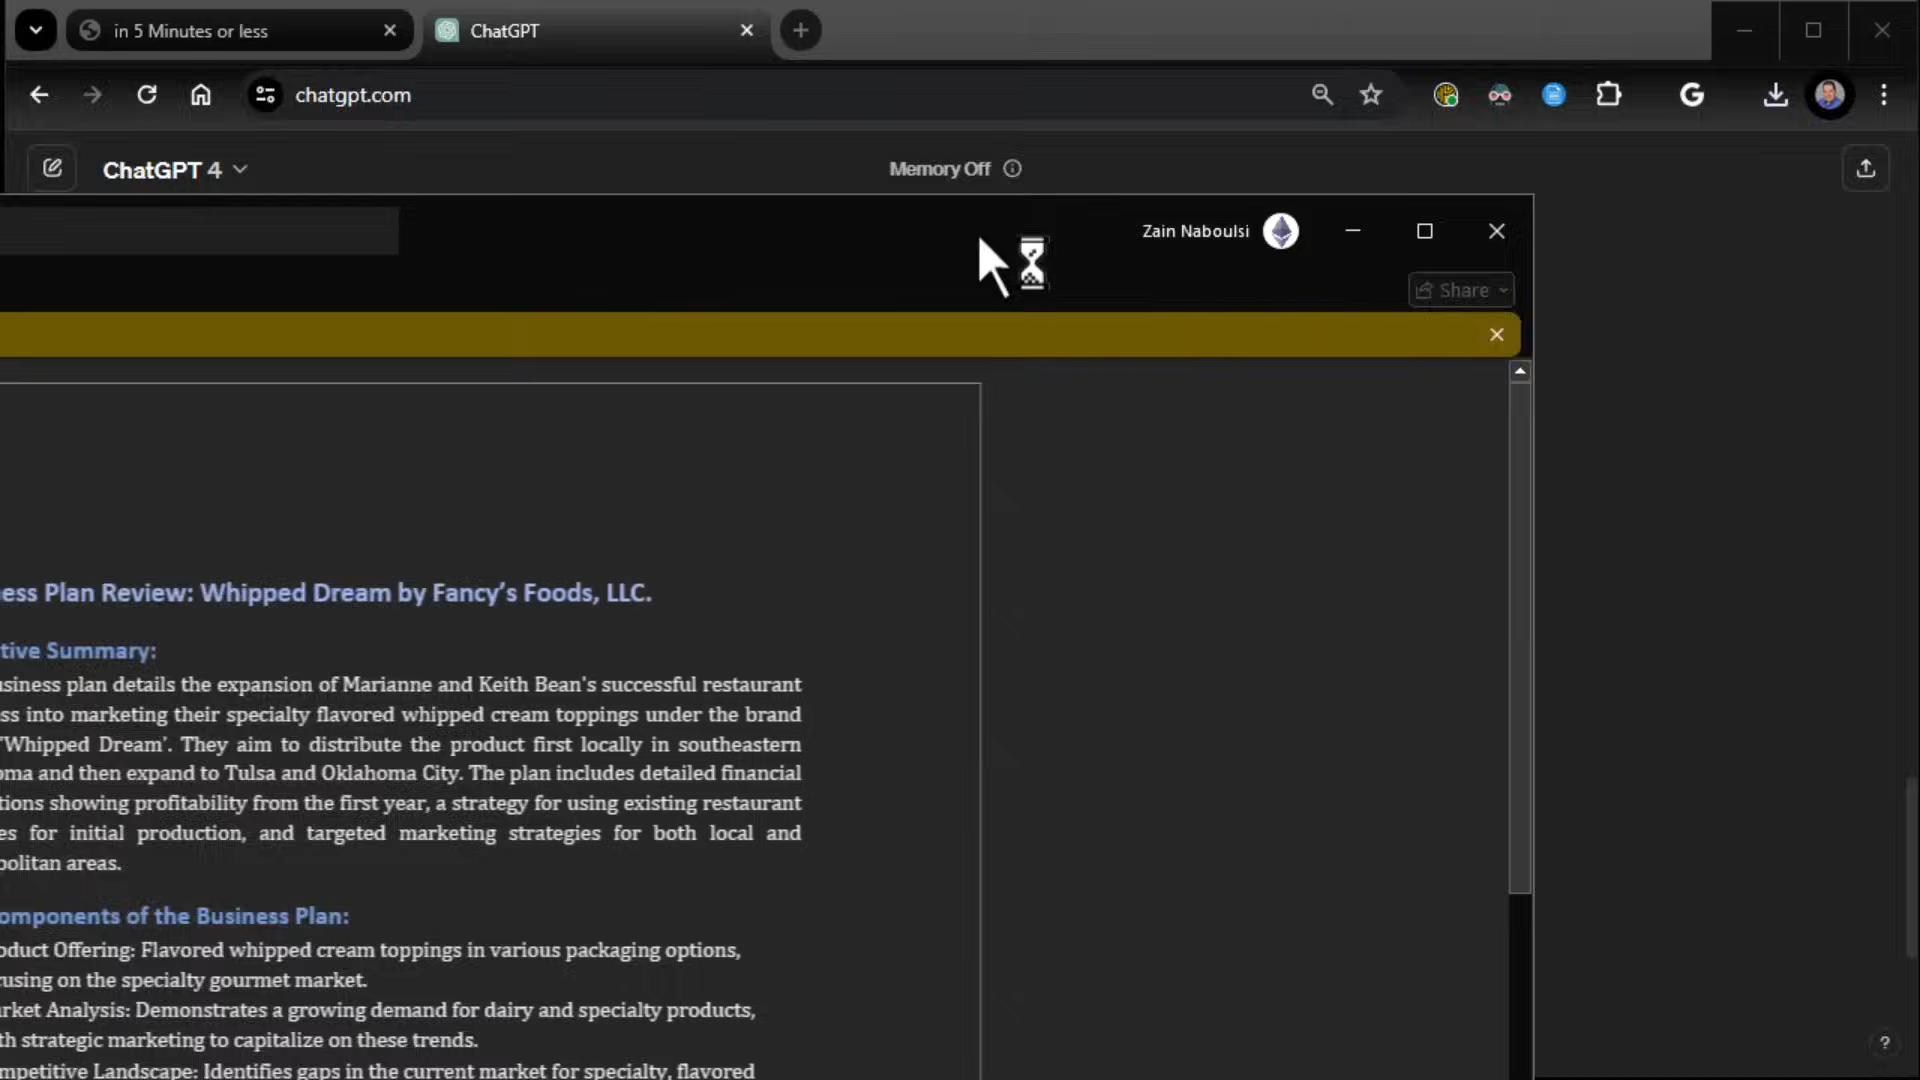 in 5 Minutes or less
ChatGPT
chatgpt.com
ChatGPT 4
Memory Off
Zain Naboulsi
Share
ess Plan Review: Whipped Dream by Fancy’s Foods, LLC.
tive Summary:
usiness plan details the expansion of Marianne and Keith Bean's successful restaurant
ss into marketing their specialty flavored whipped cream toppings under the brand
'Whipped Dream'. They aim to distribute the product first locally in southeastern
oma and then expand to Tulsa and Oklahoma City. The plan includes detailed financial
tions showing profitability from the first year, a strategy for using existing restaurant
es for initial production, and targeted marketing strategies for both local and
politan areas.
omponents of the Business Plan:
oduct Offering: Flavored whipped cream toppings in various packaging options,
cusing on the specialty gourmet market.
rket Analysis: Demonstrates a growing demand for dairy and specialty products,
th strategic marketing to capitalize on these trends.
mpetitive Landscape: Identifies gaps in the current market for specialty, flavored